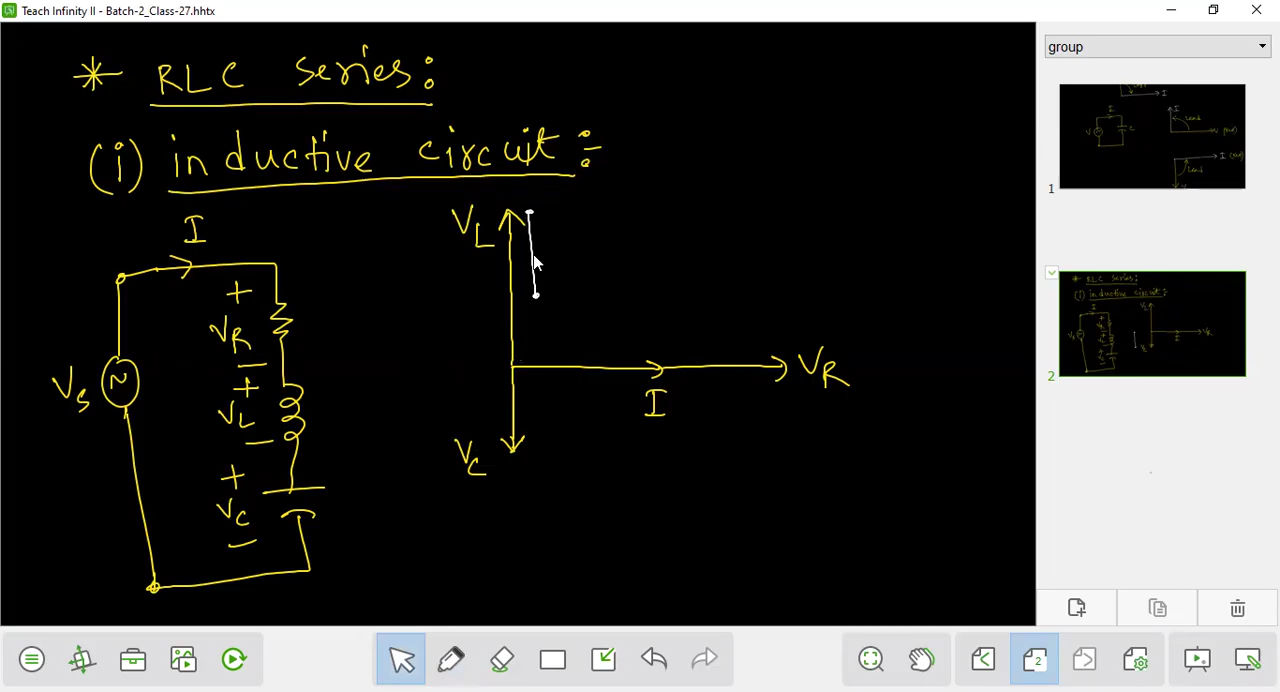 Teach Infinity II - Batch-2_Class-27.hhtx
* RLC series:
(i) inductive circuit:-
I
VL
+
VR
-
VS
~
+
VL
-
VR
I
+
VC
-
VC
group
1
2
2